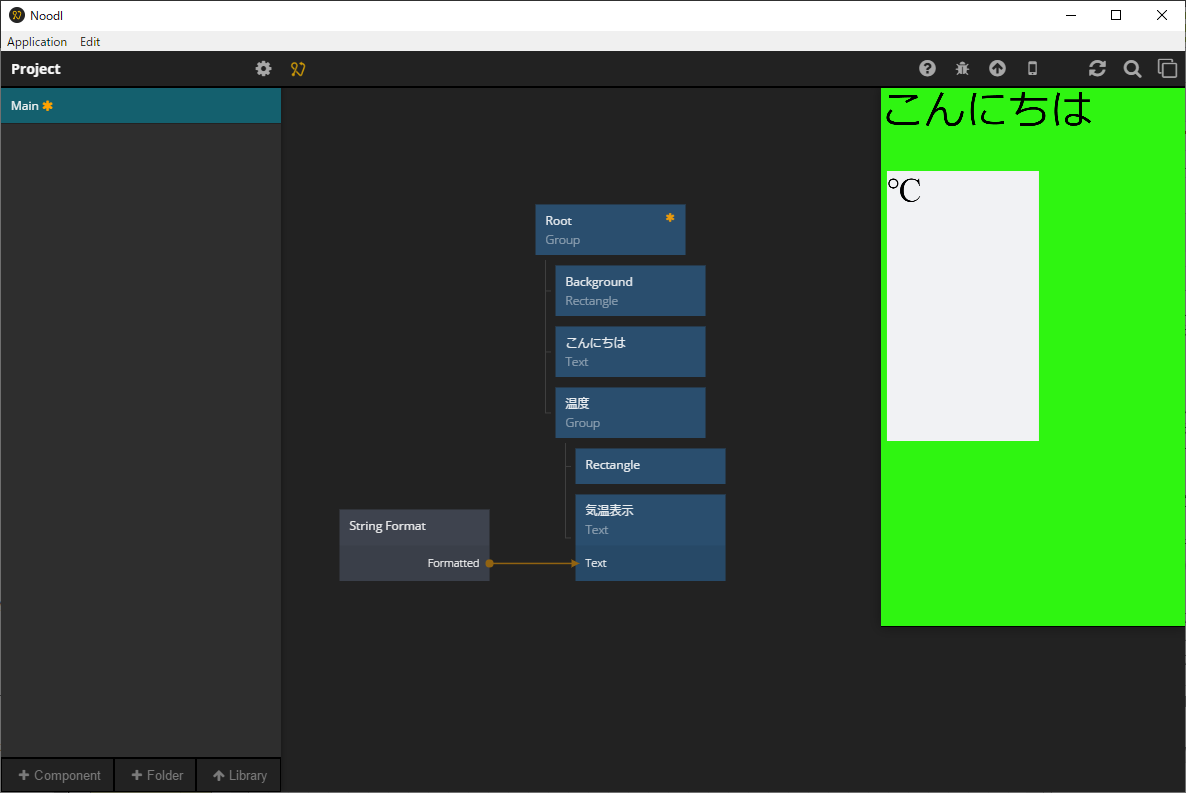 Noodl
Application Edit
Project
Main *
こんにちは
℃
Root *
Group
Background
Rectangle
こんにちは
Text
温度
Group
Rectangle
気温表示
Text
String Format
Formatted
Text
+ Component + Folder Library